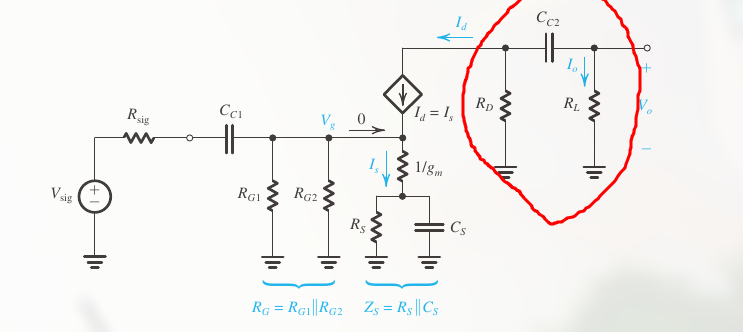 C_C2
I_d
I_o
+
R_sig
C_C1
V_g
0
I_d = I_s
R_D
R_L
V_o
I_s
1/g_m
−
V_sig
+
−
R_G1
R_G2
R_S
C_S
R_G = R_G1||R_G2
Z_S = R_S||C_S